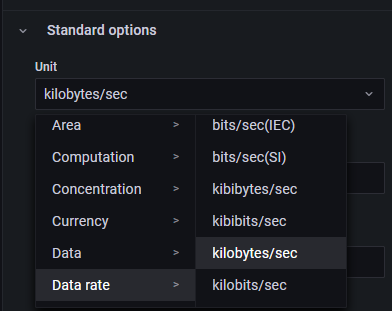 Standard options
Unit
kilobytes/sec
Area >
Computation >
Concentration >
Currency >
Data >
Data rate >
bits/sec(IEC)
bits/sec(SI)
kibibytes/sec
kibibits/sec
kilobytes/sec
kilobits/sec